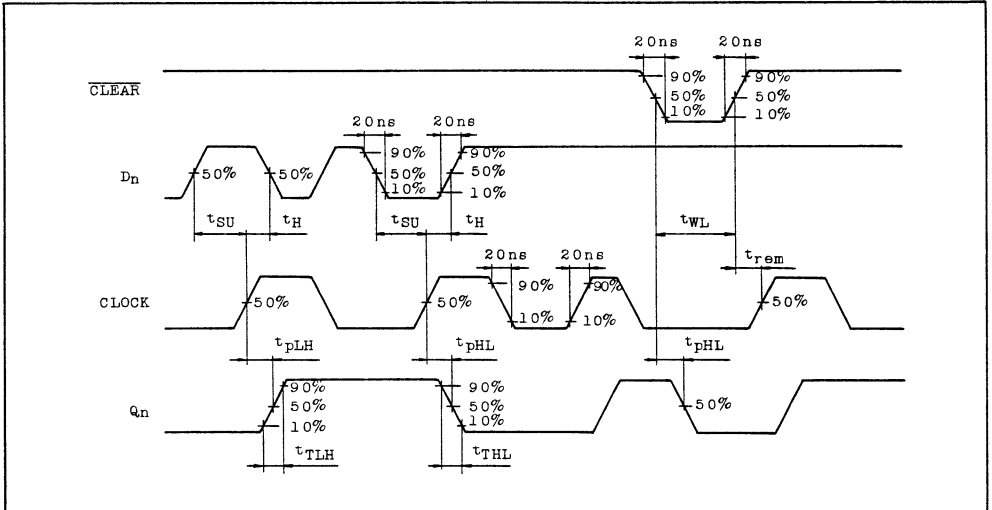 20ns 20ns
CLEAR
90% 90%
50% 50%
10% 10%
20ns 20ns
Dn
50% 50%
90% 90%
50% 50%
10% 10%
tSU tH tSU tH tWL
trem
20ns 20ns
CLOCK
50% 50% 90% 90% 50%
10% 10%
tpLH tpHL tpHL
Qn
90% 90%
50% 50% 50%
10% 10%
tTLH tTHL